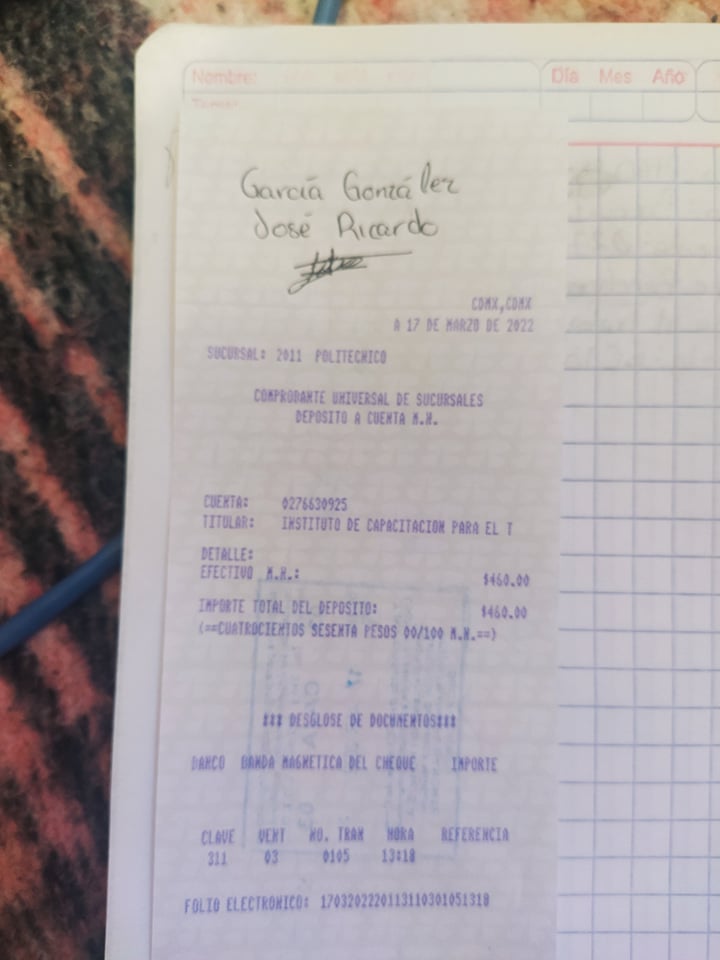 Nombre:
Día Mes Año
Tema:
García González
José Ricardo
CDMX,CDMX
A 17 DE MARZO DE 2022
SUCURSAL: 2011 POLITECNICO
COMPROBANTE UNIVERSAL DE SUCURSALES
DEPOSITO A CUENTA M.N.
CUENTA: 0276630925
TITULAR: INSTITUTO DE CAPACITACION PARA EL T
DETALLE:
EFECTIVO M.N.: $460.00
IMPORTE TOTAL DEL DEPOSITO: $460.00
(==CUATROCIENTOS SESENTA PESOS 00/100 M.N.==)
*** DESGLOSE DE DOCUMENTOS***
BANCO BANDA MAGNETICA DEL CHEQUE IMPORTE
CLAVE VENT NO. TRAN HORA REFERENCIA
311 03 0105 13:18
FOLIO ELECTRONICO: 1703202220113110301051318